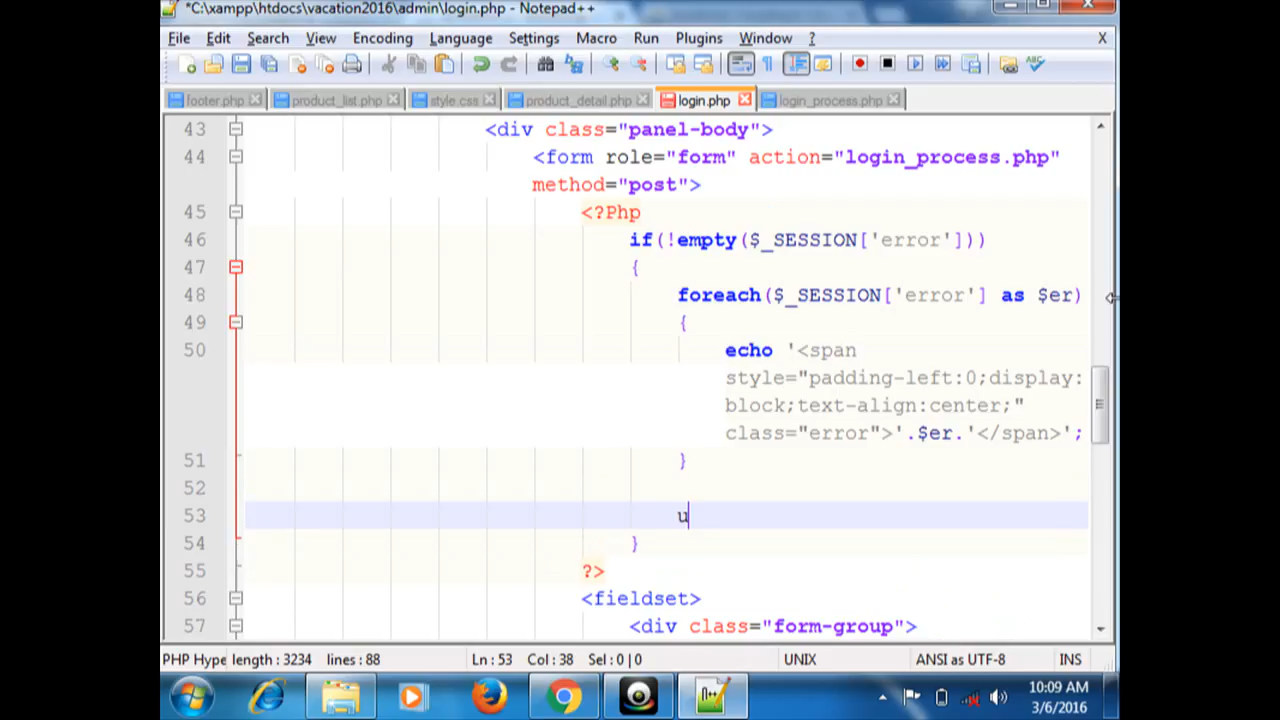 *C:\xampp\htdocs\vacation2016\admin\login.php - Notepad++
File Edit Search View Encoding Language Settings Macro Run Plugins Window ? X
footer.php product_list.php style.css product_detail.php login.php login_process.php
43 <div class="panel-body">
44 <form role="form" action="login_process.php"
method="post">
45 <?Php
46 if(!empty($_SESSION['error']))
47 {
48 foreach($_SESSION['error'] as $er)
49 {
50 echo '<span
style="padding-left:0;display:
block;text-align:center;"
class="error">'.$er.'</span>';
51 }
52
53 u
54 }
55 ?>
56 <fieldset>
57 <div class="form-group">
PHP Hype length : 3234 lines : 88 Ln : 53 Col : 38 Sel : 0 | 0 UNIX ANSI as UTF-8 INS
10:09 AM
3/6/2016